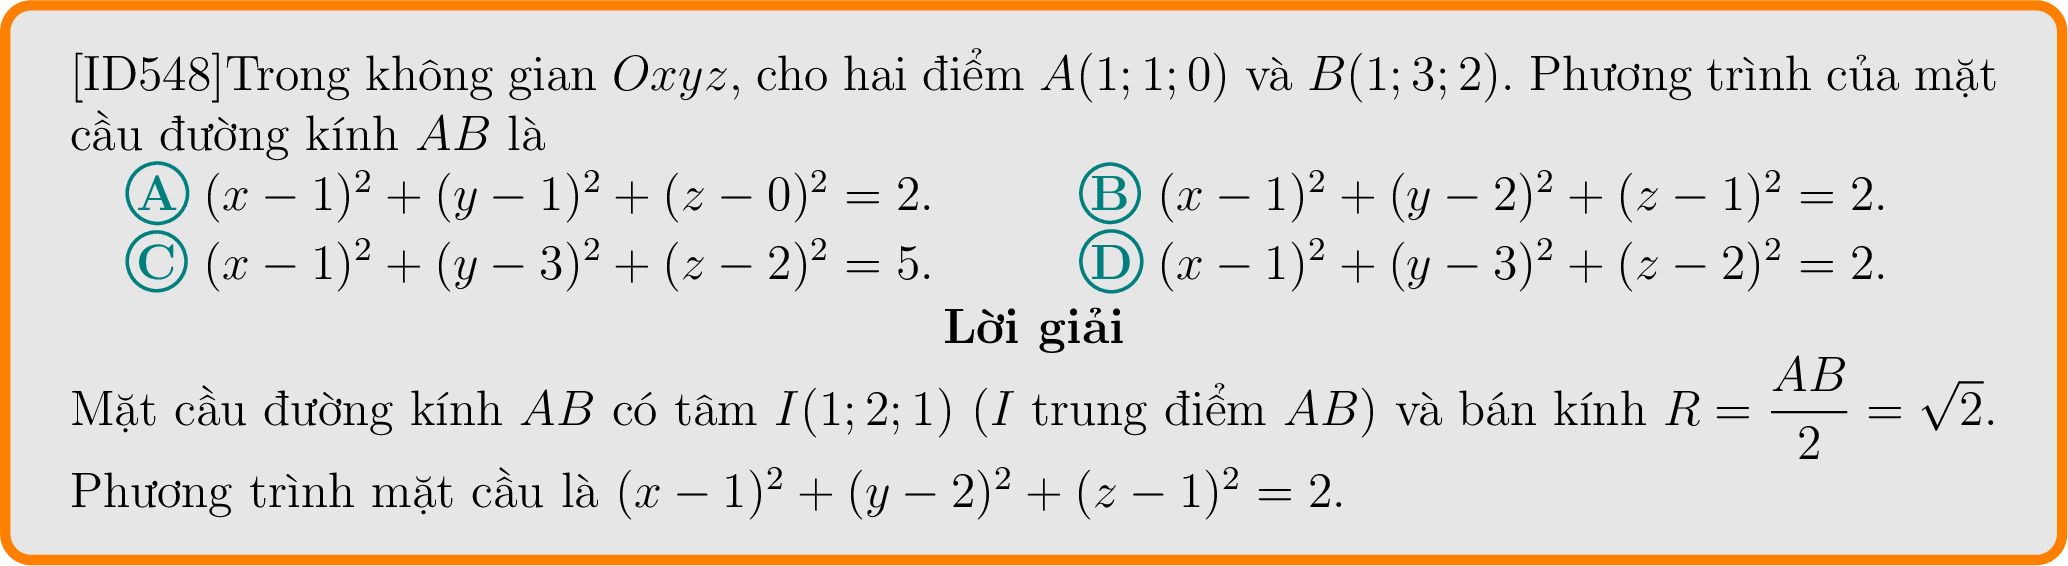 [ID548]Trong không gian Oxyz, cho hai điểm A(1; 1; 0) và B(1; 3; 2). Phương trình của mặt
cầu đường kính AB là
A (x − 1)² + (y − 1)² + (z − 0)² = 2. B (x − 1)² + (y − 2)² + (z − 1)² = 2.
C (x − 1)² + (y − 3)² + (z − 2)² = 5. D (x − 1)² + (y − 3)² + (z − 2)² = 2.
Lời giải
Mặt cầu đường kính AB có tâm I(1; 2; 1) (I trung điểm AB) và bán kính R = AB/2 = √2.
Phương trình mặt cầu là (x − 1)² + (y − 2)² + (z − 1)² = 2.